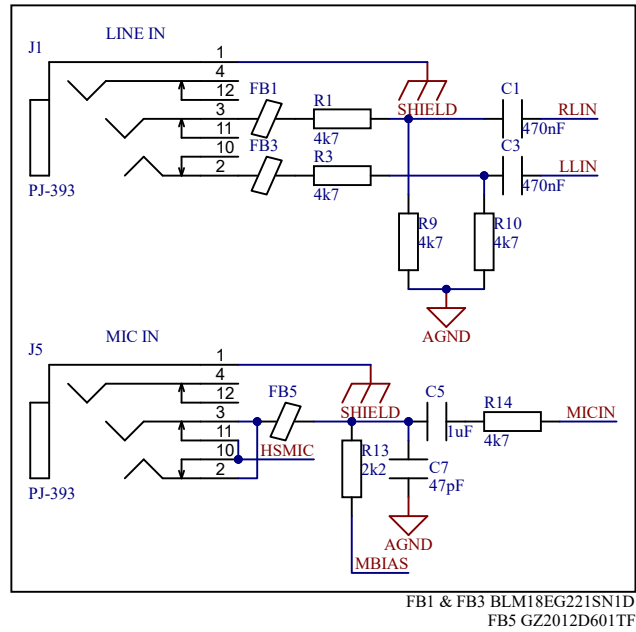 LINE IN
J1
1
4
12
3
11
10
2
PJ-393
FB1
FB3
R1
4k7
R3
4k7
SHIELD
C1
470nF
RLIN
C3
470nF
LLIN
R9
4k7
R10
4k7
AGND
MIC IN
J5
1
4
12
3
11
10
2
PJ-393
FB5
HSMIC
SHIELD
R13
2k2
C5
1uF
R14
4k7
MICIN
C7
47pF
AGND
MBIAS
FB1 & FB3 BLM18EG221SN1D
FB5 GZ2012D601TF